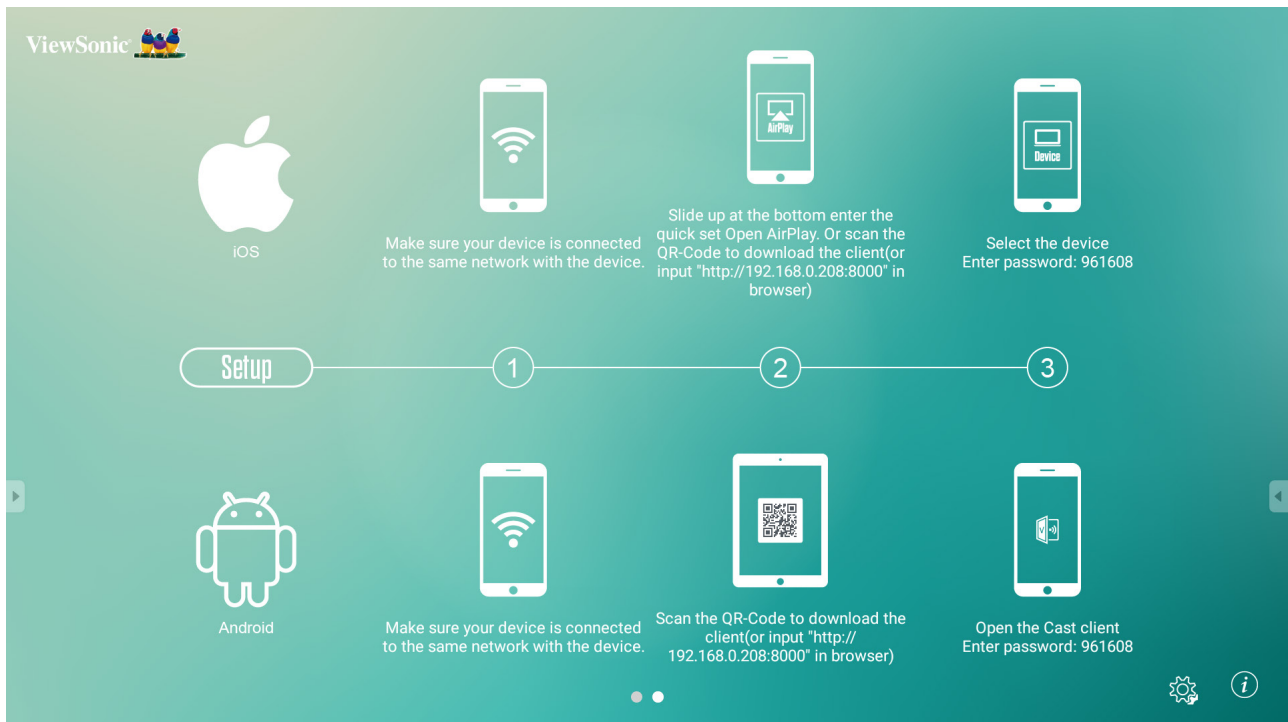 ViewSonic
AirPlay
Device
iOS
Make sure your device is connected
to the same network with the device.
Slide up at the bottom enter the
quick set Open AirPlay. Or scan the
QR-Code to download the client(or
input "http://192.168.0.208:8000" in
browser)
Select the device
Enter password: 961608
Setup
1
2
3
Android
Make sure your device is connected
to the same network with the device.
Scan the QR-Code to download the
client(or input "http://
192.168.0.208:8000" in browser)
V
Open the Cast client
Enter password: 961608
i